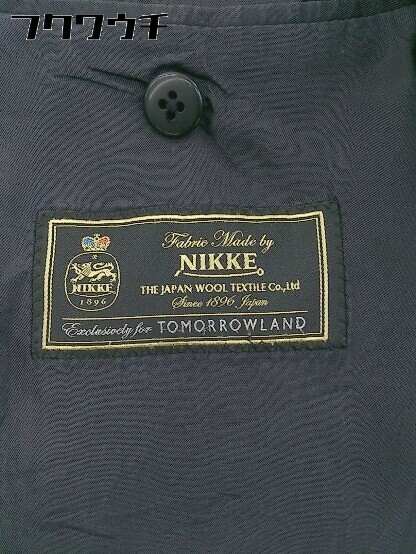 フクワウチ
Fabric Made by
NIKKE
THE JAPAN WOOL TEXTILE Co.,Ltd
Since 1896 Japan
&
NIKKE
1896
Exclusively for TOMORROWLAND